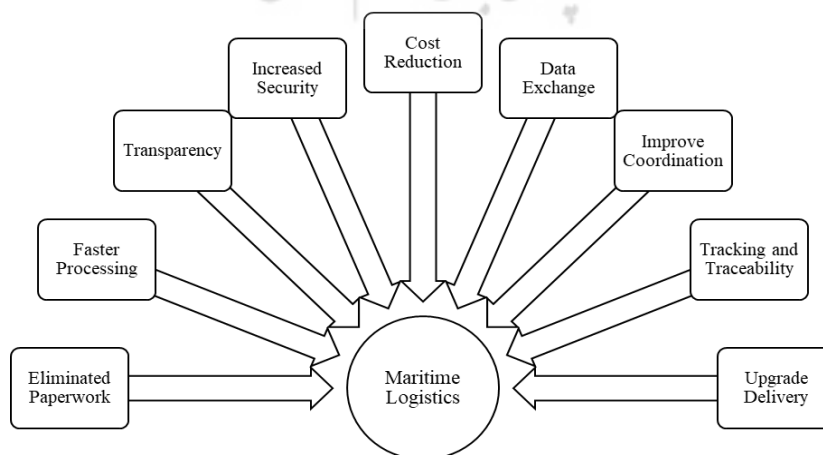 Cost
Reduction
Increased
Security
Data
Exchange
Transparency
Improve
Coordination
Faster
Processing
Tracking and
Traceability
Eliminated
Paperwork
Maritime
Logistics
Upgrade
Delivery